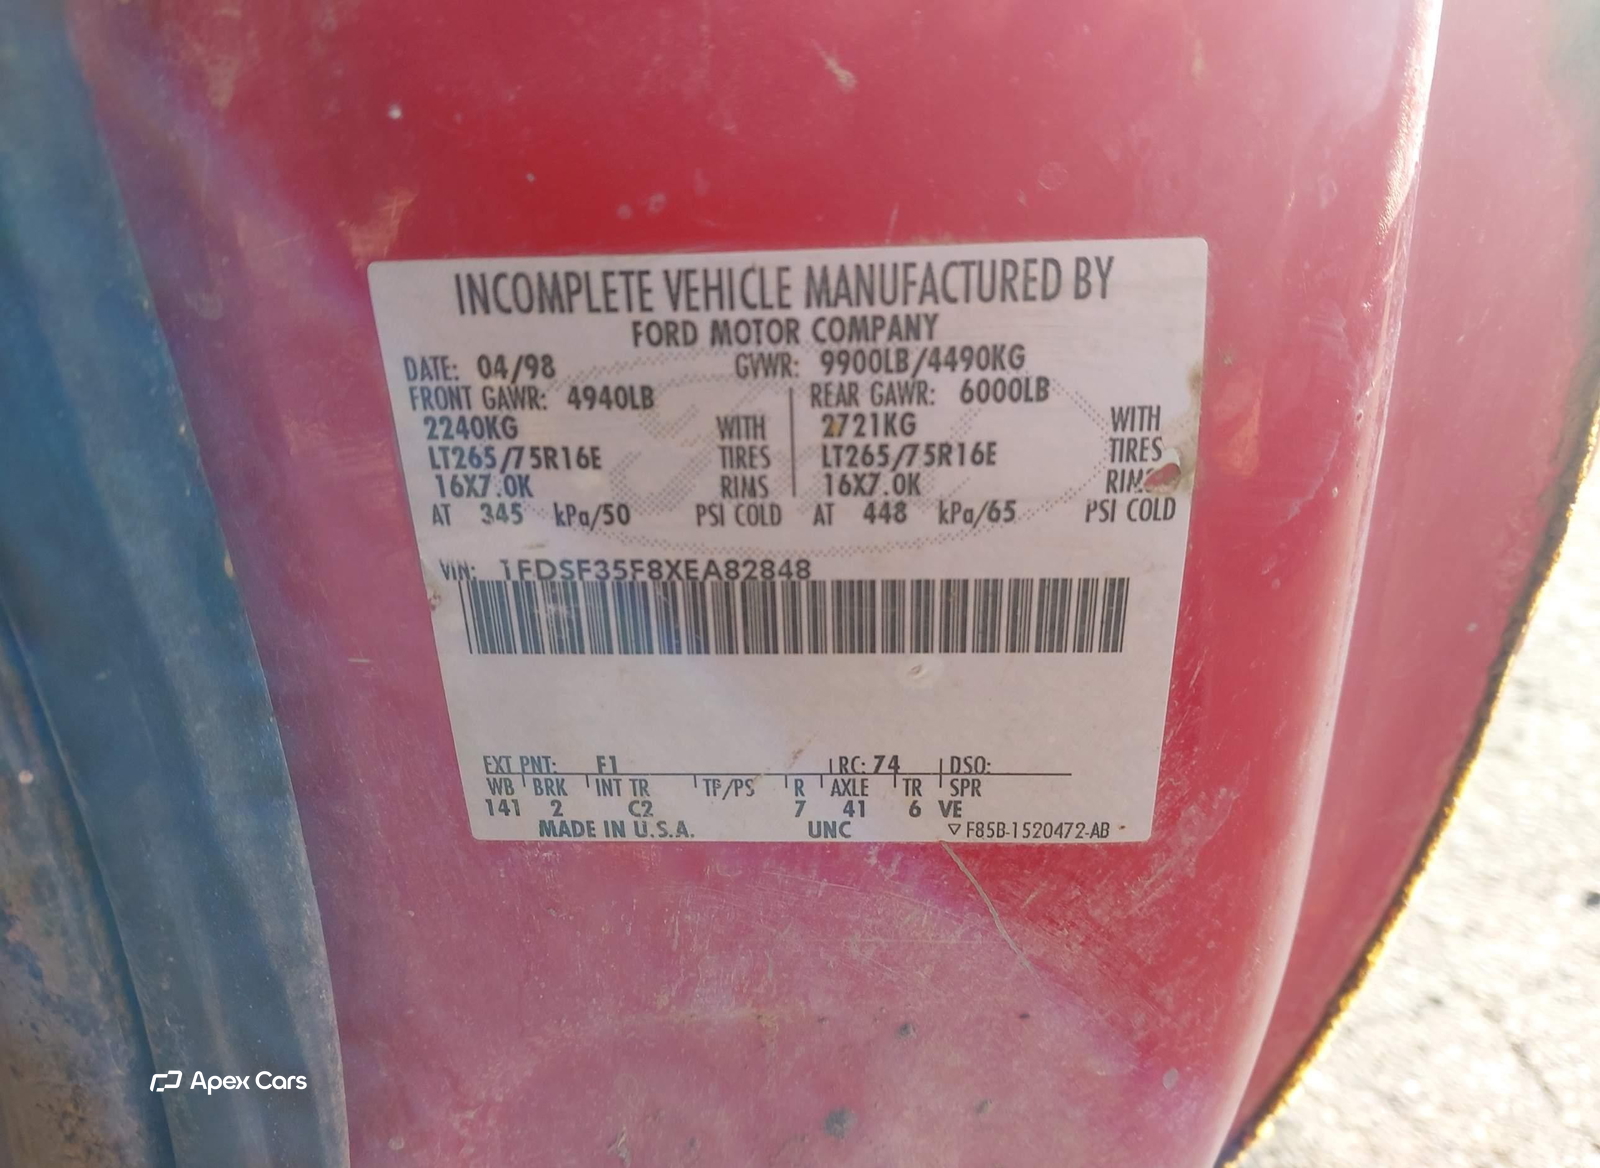 INCOMPLETE VEHICLE MANUFACTURED BY
FORD MOTOR COMPANY
DATE: 04/98 GVWR: 9900LB/4490KG
FRONT GAWR: 4940LB REAR GAWR: 6000LB
2240KG WITH 2721KG WITH
LT265/75R16E TIRES LT265/75R16E TIRES
16X7.0K RIMS 16X7.0K RIMS
AT 345 kPa/50 PSI COLD AT 448 kPa/65 PSI COLD
VIN: 1FDSF35F8XEA82848
EXT PNT: F1 RC: 74 DSO:
WB BRK INT TR TP/PS R AXLE TR SPR
141 2 C2 7 41 6 VE
MADE IN U.S.A. UNC ▽ F85B-1520472-AB
Apex Cars